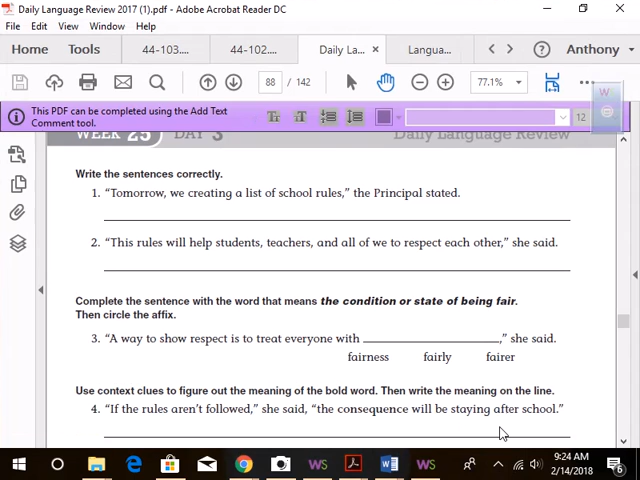 Daily Language Review 2017 (1).pdf - Adobe Acrobat Reader DC
File Edit View Window Help
Home Tools 44-103.... 44-102.... Daily La... × Langua... Anthony
88 / 142 77.1%
This PDF can be completed using the Add Text
Comment tool.
12
W
WEEK 25 DAY 3 Daily Language Review
Write the sentences correctly.
1. “Tomorrow, we creating a list of school rules,” the Principal stated.
2. “This rules will help students, teachers, and all of we to respect each other,” she said.
Complete the sentence with the word that means the condition or state of being fair.
Then circle the affix.
3. “A way to show respect is to treat everyone with ____________________,” she said.
fairness fairly fairer
Use context clues to figure out the meaning of the bold word. Then write the meaning on the line.
4. “If the rules aren’t followed,” she said, “the consequence will be staying after school.”
9:24 AM
2/14/2018
6